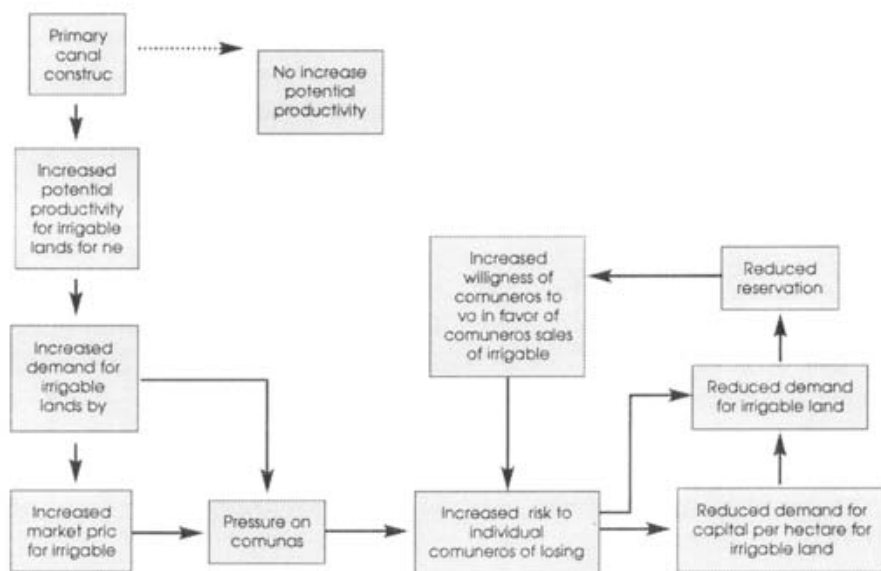 Primary
canal
construc
No increase
potential
productivity
Increased
potential
productivity
for irrigable
lands for ne
Increased
demand for
irrigable
lands by
Increased
market pric
for irrigable
Pressure on
comunas
Increased
willigness of
comuneros to
vo in favor of
comuneros sales
of irrigable
Increased risk to
individual
comuneros of losing
Reduced
reservation
Reduced demand
for irrigable land
Reduced demand for
capital per hectare for
irrigable land